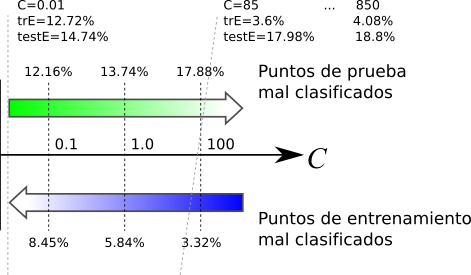 C=0.01
trE=12.72%
testE=14.74%
C=85 ... 850
trE=3.6% 4.08%
testE=17.98% 18.8%
12.16% 13.74% 17.88%
Puntos de prueba
mal clasificados
0.1 1.0 100
C
Puntos de entrenamiento
mal clasificados
8.45% 5.84% 3.32%